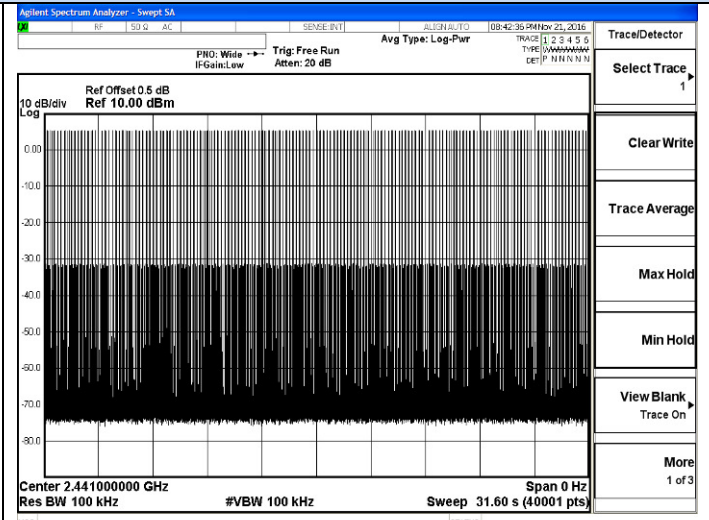 Agilent Spectrum Analyzer - Swept SA
RF 50 Ω AC SENSE:INT ALIGN AUTO 08:42:36 PM Nov 21, 2016
Avg Type: Log-Pwr
TRACE 1 2 3 4 5 6
TYPE
DET P N N N N N
PNO: Wide
IFGain:Low
Trig: Free Run
Atten: 20 dB
Ref Offset 0.5 dB
10 dB/div Ref 10.00 dBm
Log
0.00
-10.0
-20.0
-30.0
-40.0
-50.0
-60.0
-70.0
-80.0
Center 2.441000000 GHz Span 0 Hz
Res BW 100 kHz #VBW 100 kHz Sweep 31.60 s (40001 pts)
Trace/Detector
Select Trace
1
Clear Write
Trace Average
Max Hold
Min Hold
View Blank
Trace On
More
1 of 3